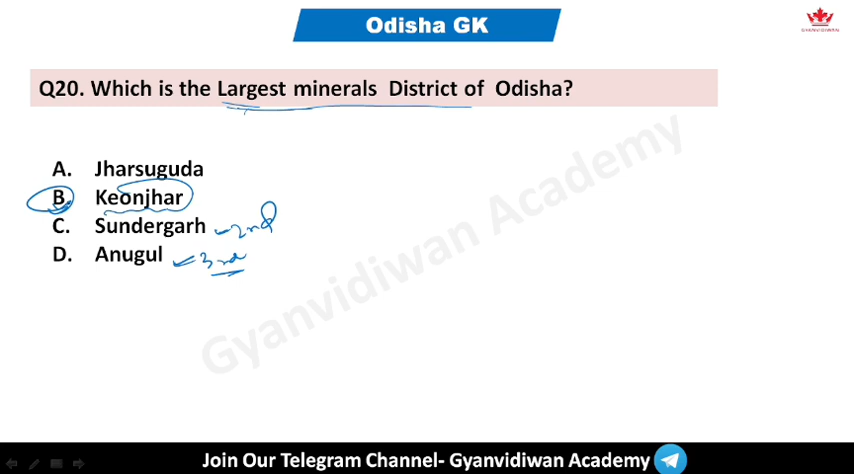 Odisha GK
GYANVIDIWAN
Q20. Which is the Largest minerals District of Odisha?
A. Jharsuguda
B. Keonjhar
C. Sundergarh - 2nd
D. Anugul - 3rd
Gyanvidiwan Academy
Join Our Telegram Channel- Gyanvidiwan Academy